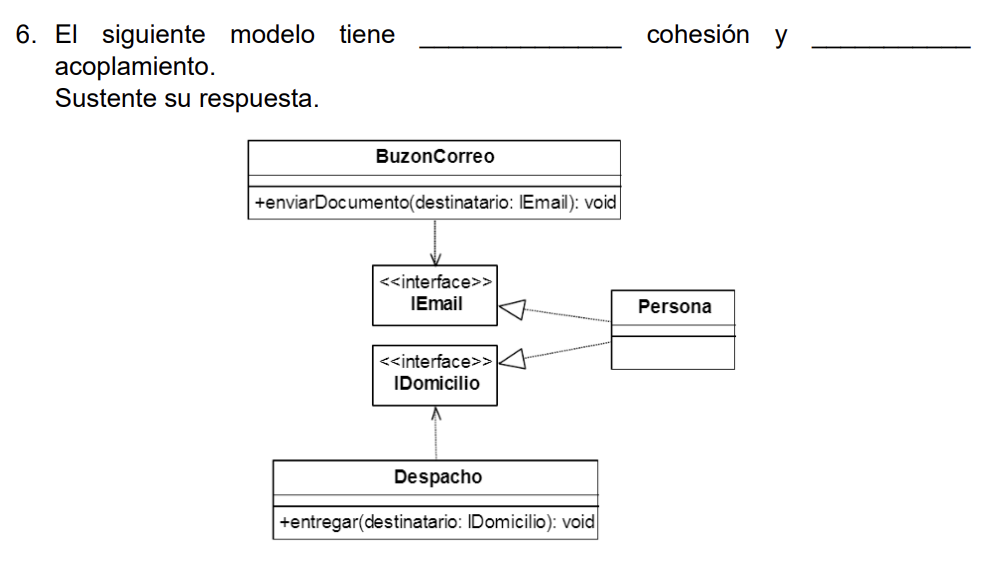 6. El siguiente modelo tiene ______________ cohesión y ___________
acoplamiento.
Sustente su respuesta.
BuzonCorreo
+enviarDocumento(destinatario: IEmail): void
<<interface>>
IEmail
Persona
<<interface>>
IDomicilio
Despacho
+entregar(destinatario: IDomicilio): void